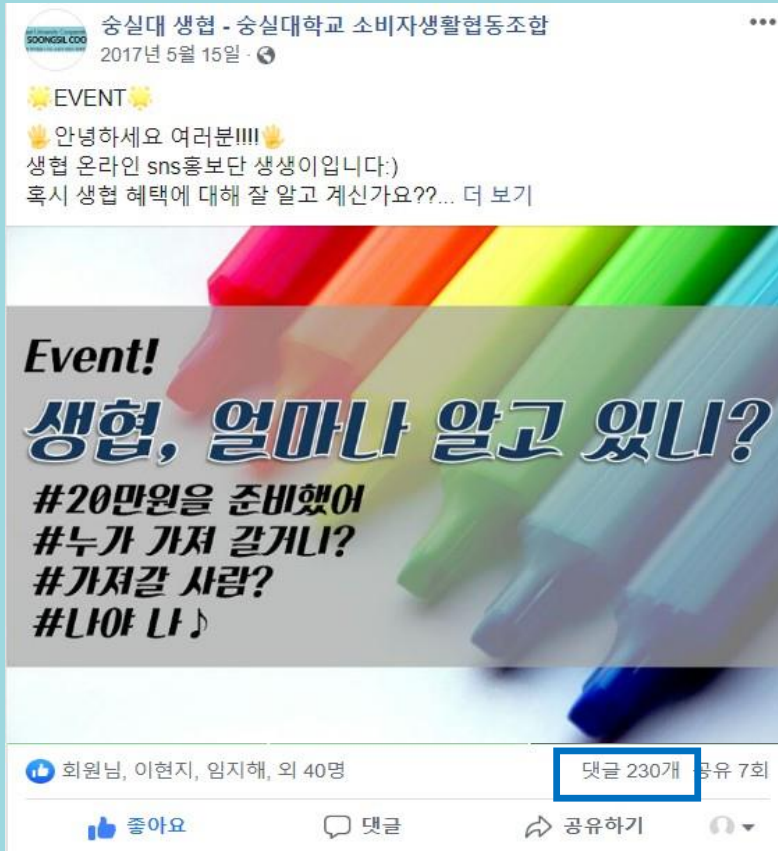 SOONGSIL COO
숭실대 생협 - 숭실대학교 소비자생활협동조합
2017년 5월 15일 ·
🌟EVENT🌟
🖐안녕하세요 여러분!!!!🖐
생협 온라인 sns홍보단 생생이입니다:)
혹시 생협 혜택에 대해 잘 알고 계신가요??... 더 보기
Event!
생협, 얼마나 알고 있니?
#20만원을 준비했어
#누가 가져 갈거니?
#가져갈 사람?
#나야 나♪
회원님, 이현지, 임지해, 외 40명 댓글 230개 공유 7회
좋아요 댓글 공유하기